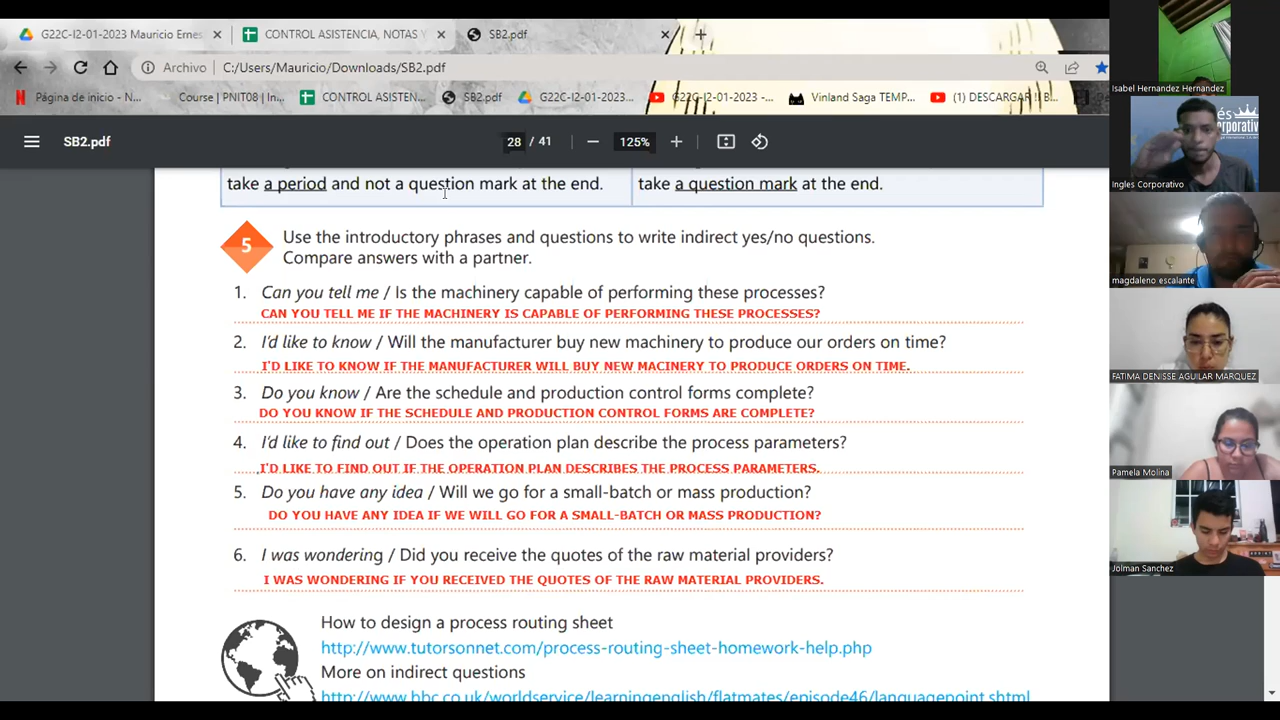 G22C-I2-01-2023 Mauricio Ernes
CONTROL ASISTENCIA, NOTAS Y
SB2.pdf
Archivo
C:/Users/Mauricio/Downloads/SB2.pdf
Página de inicio - N...
Course | PNIT08 | In...
CONTROL ASISTEN...
SB2.pdf
G22C-I2-01-2023...
G22C-I2-01-2023 -...
Vinland Saga TEMP...
(1) DESCARGAR
SB2.pdf
28 / 41
125%
take a period and not a question mark at the end.
take a question mark at the end.
5
Use the introductory phrases and questions to write indirect yes/no questions.
Compare answers with a partner.
1. Can you tell me / Is the machinery capable of performing these processes?
CAN YOU TELL ME IF THE MACHINERY IS CAPABLE OF PERFORMING THESE PROCESSES?
2. I'd like to know / Will the manufacturer buy new machinery to produce our orders on time?
I'D LIKE TO KNOW IF THE MANUFACTURER WILL BUY NEW MACINERY TO PRODUCE ORDERS ON TIME.
3. Do you know / Are the schedule and production control forms complete?
DO YOU KNOW IF THE SCHEDULE AND PRODUCTION CONTROL FORMS ARE COMPLETE?
4. I'd like to find out / Does the operation plan describe the process parameters?
I'D LIKE TO FIND OUT IF THE OPERATION PLAN DESCRIBES THE PROCESS PARAMETERS.
5. Do you have any idea / Will we go for a small-batch or mass production?
DO YOU HAVE ANY IDEA IF WE WILL GO FOR A SMALL-BATCH OR MASS PRODUCTION?
6. I was wondering / Did you receive the quotes of the raw material providers?
I WAS WONDERING IF YOU RECEIVED THE QUOTES OF THE RAW MATERIAL PROVIDERS.
How to design a process routing sheet
http://www.tutorsonnet.com/process-routing-sheet-homework-help.php
More on indirect questions
http://www.bbc.co.uk/worldservice/learningenglish/flatmates/episode46/languagepoint.shtml
Isabel Hernandez Hernandez
és
orporativ
Ingles Corporativo
magdaleno escalante
FATIMA DENISSE AGUILAR MARQUEZ
Pamela Molina
Jolman Sanchez